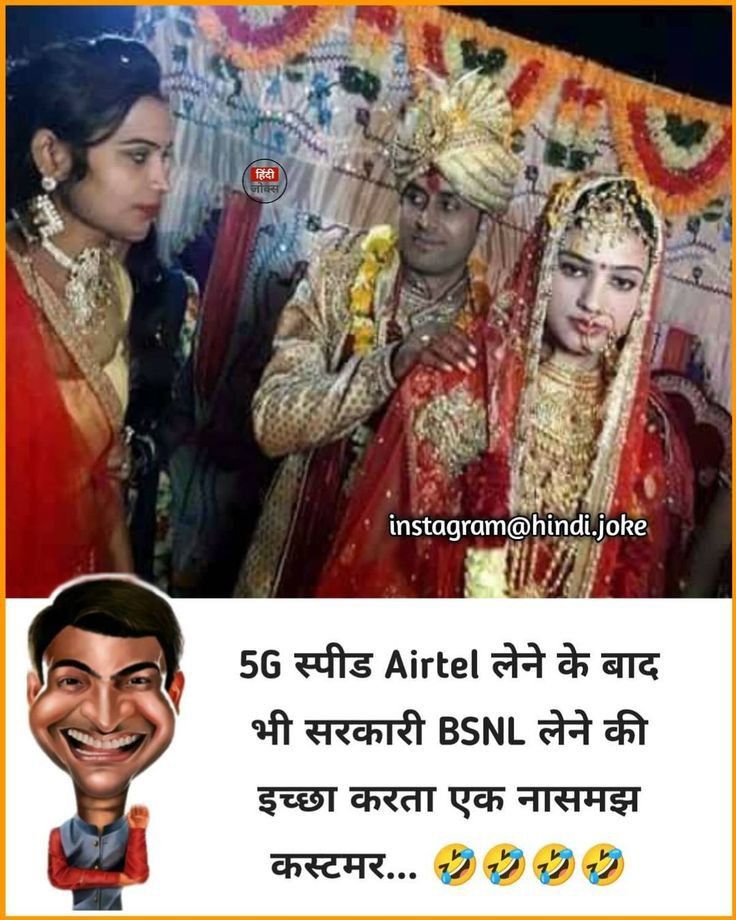 हिंदी
जोक्स
instagram@hindi.joke
5G स्पीड Airtel लेने के बाद
भी सरकारी BSNL लेने की
इच्छा करता एक नासमझ
कस्टमर... 🤣🤣🤣🤣